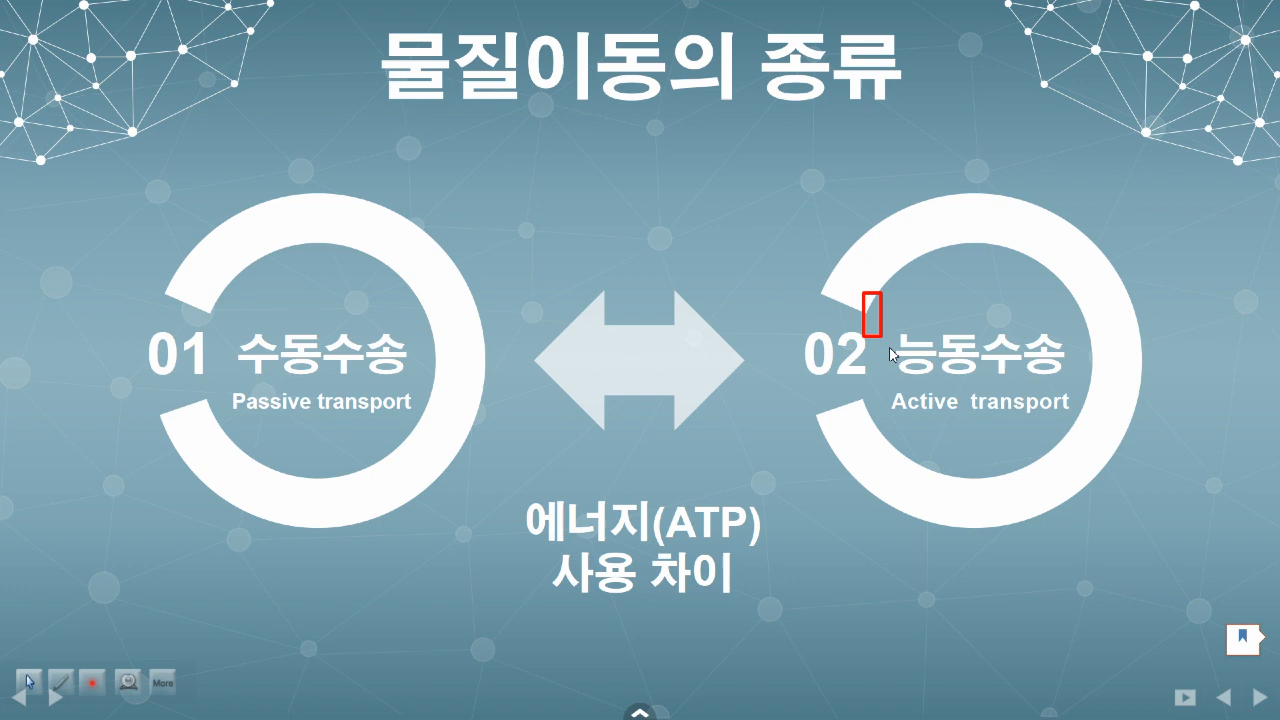 물질이동의 종류
01 수동수송
Passive transport
02 능동수송
Active transport
에너지(ATP)
사용 차이
More